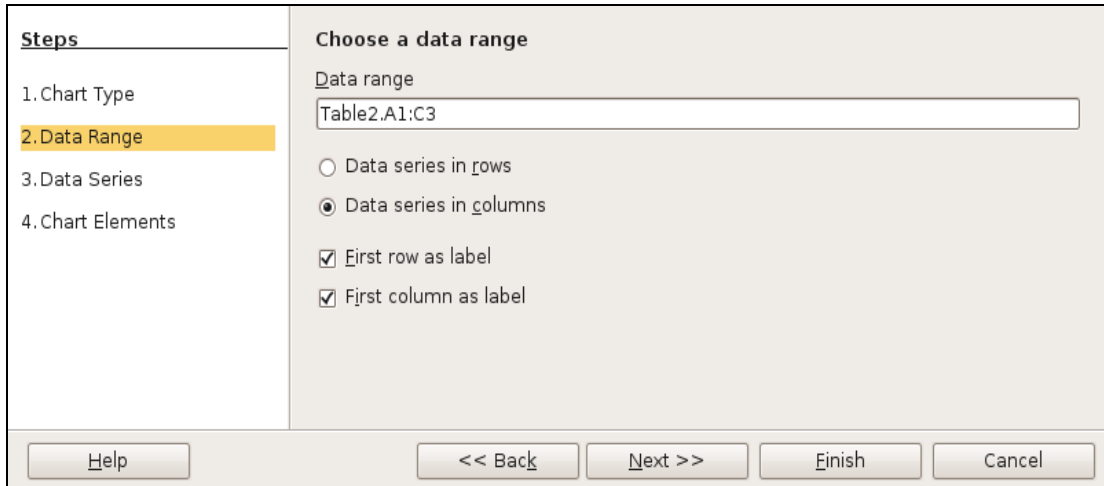 Steps
1.Chart Type
2.Data Range
3.Data Series
4.Chart Elements
Choose a data range
Data range
Table2.A1:C3
Data series in rows
Data series in columns
First row as label
First column as label
Help
<< Back
Next >>
Finish
Cancel